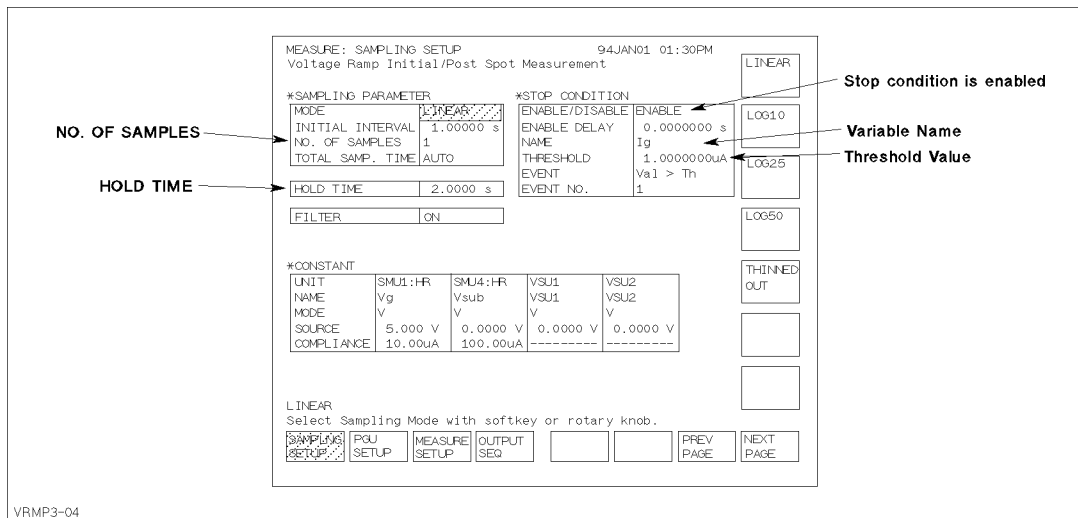 MEASURE: SAMPLING SETUP 94JAN01 01:30PM
Voltage Ramp Initial/Post Spot Measurement
*SAMPLING PARAMETER
MODE LINEAR
INITIAL INTERVAL 1.00000 s
NO. OF SAMPLES 1
TOTAL SAMP. TIME AUTO
HOLD TIME 2.0000 s
FILTER ON
*STOP CONDITION
ENABLE/DISABLE ENABLE
ENABLE DELAY 0.0000000 s
NAME Ig
THRESHOLD 1.0000000uA
EVENT Val > Th
EVENT NO. 1
NO. OF SAMPLES
HOLD TIME
Stop condition is enabled
Variable Name
Threshold Value
LINEAR
LOG10
LOG25
LOG50
THINNED
OUT
*CONSTANT
UNIT SMU1:HR SMU4:HR VSU1 VSU2
NAME Vg Vsub VSU1 VSU2
MODE V V V V
SOURCE 5.000 V 0.0000 V 0.0000 V 0.0000 V
COMPLIANCE 10.00uA 100.00uA --------- ---------
LINEAR
Select Sampling Mode with softkey or rotary knob.
SAMPLING SETUP
PGU SETUP
MEASURE SETUP
OUTPUT SEQ
PREV PAGE
NEXT PAGE
VRMP3-04